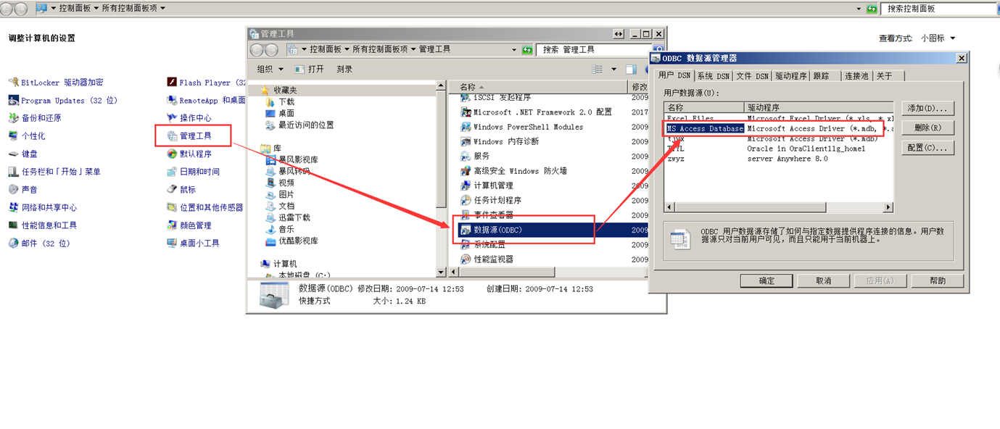 控制面板 所有控制面板项
搜索控制面板
调整计算机的设置
查看方式: 小图标
BitLocker 驱动器加密
Program Updates (32 位)
备份和还原
个性化
键盘
任务栏和「开始」菜单
声音
网络和共享中心
性能信息和工具
邮件 (32 位)
Flash Player (32
RemoteApp 和桌面
操作中心
管理工具
默认程序
日期和时间
鼠标
位置和其他传感器
颜色管理
桌面小工具
管理工具
控制面板 所有控制面板项 管理工具
搜索 管理工具
组织 打开 刻录
收藏夹
下载
桌面
最近访问的位置
库
暴风影视库
暴风转码
视频
图片
文档
迅雷下载
音乐
优酷影视库
计算机
本地磁盘 (C:)
名称 修改
iSCSI 发起程序 2009
Microsoft .NET Framework 2.0 配置 2017
Windows PowerShell Modules 2009
Windows 内存诊断 2009
服务 2009
高级安全 Windows 防火墙 2009
计算机管理 2009
任务计划程序 2009
事件查看器 2009
数据源(ODBC) 2009
系统配置 2009
性能监视器 2009
数据源(ODBC) 修改日期: 2009-07-14 12:53 创建日期: 2009-07-14 12:53
快捷方式 大小: 1.24 KB
ODBC 数据源管理器
用户 DSN 系统 DSN 文件 DSN 驱动程序 跟踪 连接池 关于
用户数据源(U):
名称 驱动程序
Excel Files Microsoft Excel Driver (*.xls, *.xl
MS Access Database Microsoft Access Driver (*.mdb, *.a
Microsoft Access Driver (*.mdb)
Oracle in OraClient11g_home1
zwyz server Anywhere 8.0
添加(D)...
删除(R)
配置(C)...
ODBC 用户数据源存储了如何与指定数据提供程序连接的信息。用户数
据源只对当前用户可见，而且只能用于当前机器上。
确定 取消 应用(A) 帮助